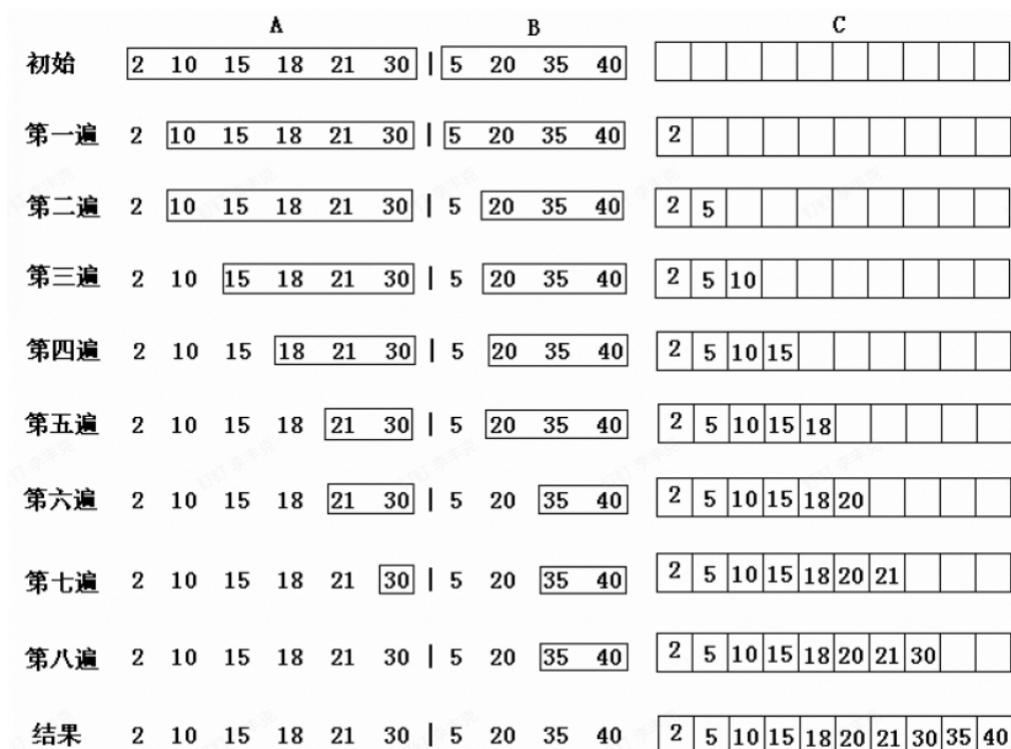 A B C
初始 2 10 15 18 21 30 | 5 20 35 40
第一遍 2 10 15 18 21 30 | 5 20 35 40 2
第二遍 2 10 15 18 21 30 | 5 20 35 40 2 5
第三遍 2 10 15 18 21 30 | 5 20 35 40 2 5 10
第四遍 2 10 15 18 21 30 | 5 20 35 40 2 5 10 15
第五遍 2 10 15 18 21 30 | 5 20 35 40 2 5 10 15 18
第六遍 2 10 15 18 21 30 | 5 20 35 40 2 5 10 15 18 20
第七遍 2 10 15 18 21 30 | 5 20 35 40 2 5 10 15 18 20 21
第八遍 2 10 15 18 21 30 | 5 20 35 40 2 5 10 15 18 20 21 30
结果 2 10 15 18 21 30 | 5 20 35 40 2 5 10 15 18 20 21 30 35 40